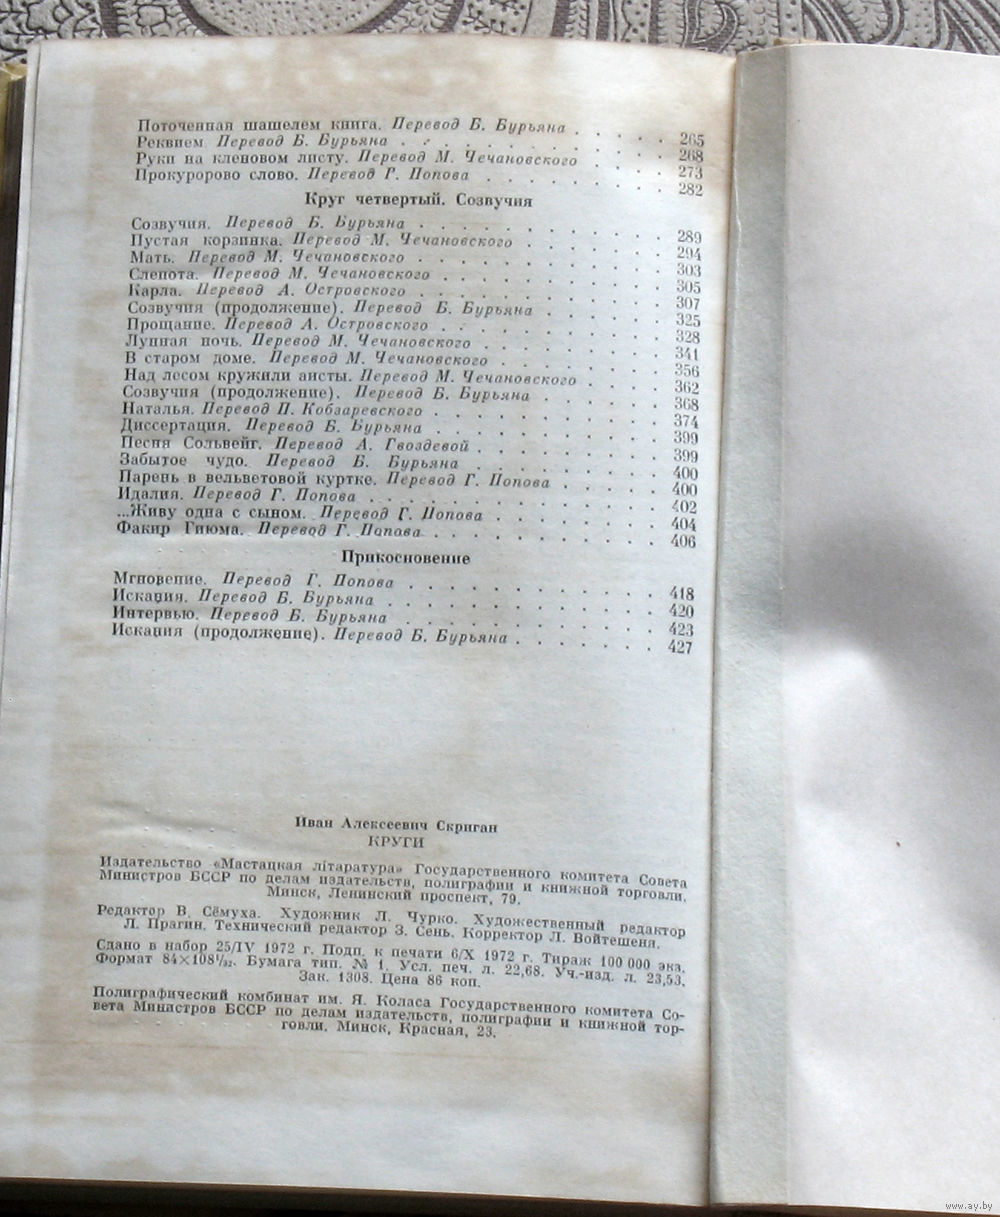 Поточенная шашелем книга. Перевод Б. Бурьяна . . . . . 265
Реквием Перевод Б. Бурьяна . . . . . . . . . . 268
Руки на кленовом листу. Перевод М. Чечановского . . . . 273
Прокуророво слово. Перевод Г. Попова . . . . . . . . 282
Круг четвертый. Созвучия
Созвучия. Перевод Б. Бурьяна . . . . . . . . . . 289
Пустая корзинка. Перевод М. Чечановского . . . . . . 294
Мать. Перевод М. Чечановского . . . . . . . . . . 303
Слепота. Перевод М. Чечановского . . . . . . . . . 305
Карла. Перевод А. Островского . . . . . . . . . . 307
Созвучия (продолжение). Перевод Б. Бурьяна . . . . . 325
Прощание. Перевод А. Островского . . . . . . . . . 328
Лунная ночь. Перевод М. Чечановского . . . . . . . . 341
В старом доме. Перевод М. Чечановского . . . . . . . 356
Над лесом кружили аисты. Перевод М. Чечановского . . . . 362
Созвучия (продолжение). Перевод Б. Бурьяна . . . . . 368
Наталья. Перевод П. Кобзаревского . . . . . . . . . 374
Диссертация. Перевод Б. Бурьяна . . . . . . . . . 399
Песня Сольвейг. Перевод А. Гвоздевой . . . . . . . . 399
Забытое чудо. Перевод Б. Бурьяна . . . . . . . . 400
Парень в вельветовой куртке. Перевод Г. Попова . . . . . 400
Идалия. Перевод Г. Попова . . . . . . . . . . . 402
...Живу одна с сыном. Перевод Г. Попова . . . . . . . 404
Факир Гиюма. Перевод Г. Попова . . . . . . . . . 406
Прикосновение
Мгновение. Перевод Г. Попова . . . . . . . . . . 418
Искация. Перевод Б. Бурьяна . . . . . . . . . . . 420
Интервью. Перевод Б. Бурьяна . . . . . . . . . . 423
Искация (продолжение). Перевод Б. Бурьяна . . . . . . 427
Иван Алексеевич Скриган
КРУГИ
Издательство «Мастацкая лiтаратура» Государственного комитета Совета
Министров БССР по делам издательств, полиграфии и книжной торговли.
Минск, Ленинский проспект, 79.
Редактор В. Сёмуха. Художник Л. Чурко. Художественный редактор
Л. Прагин. Технический редактор З. Сень. Корректор Л. Войтешеня.
Сдано в набор 25/IV 1972 г. Подп. к печати 6/X 1972 г. Тираж 100 000 экз.
Формат 84×108¹/₃₂. Бумага тип. № 1. Усл. печ. л. 22,68. Уч.-изд. л. 23,53.
Зак. 1308. Цена 86 коп.
Полиграфический комбинат им. Я. Коласа Государственного комитета Со-
вета Министров БССР по делам издательств, полиграфии и книжной тор-
говли. Минск, Красная, 23.
www.ay.by